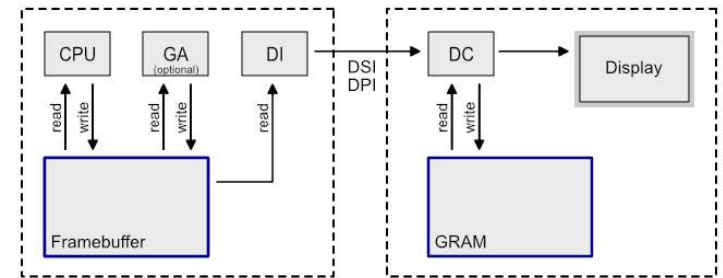 CPU
GA
(optional)
DI
DSI
DPI
DC
Display
read
write
read
write
read
read
write
Framebuffer
GRAM